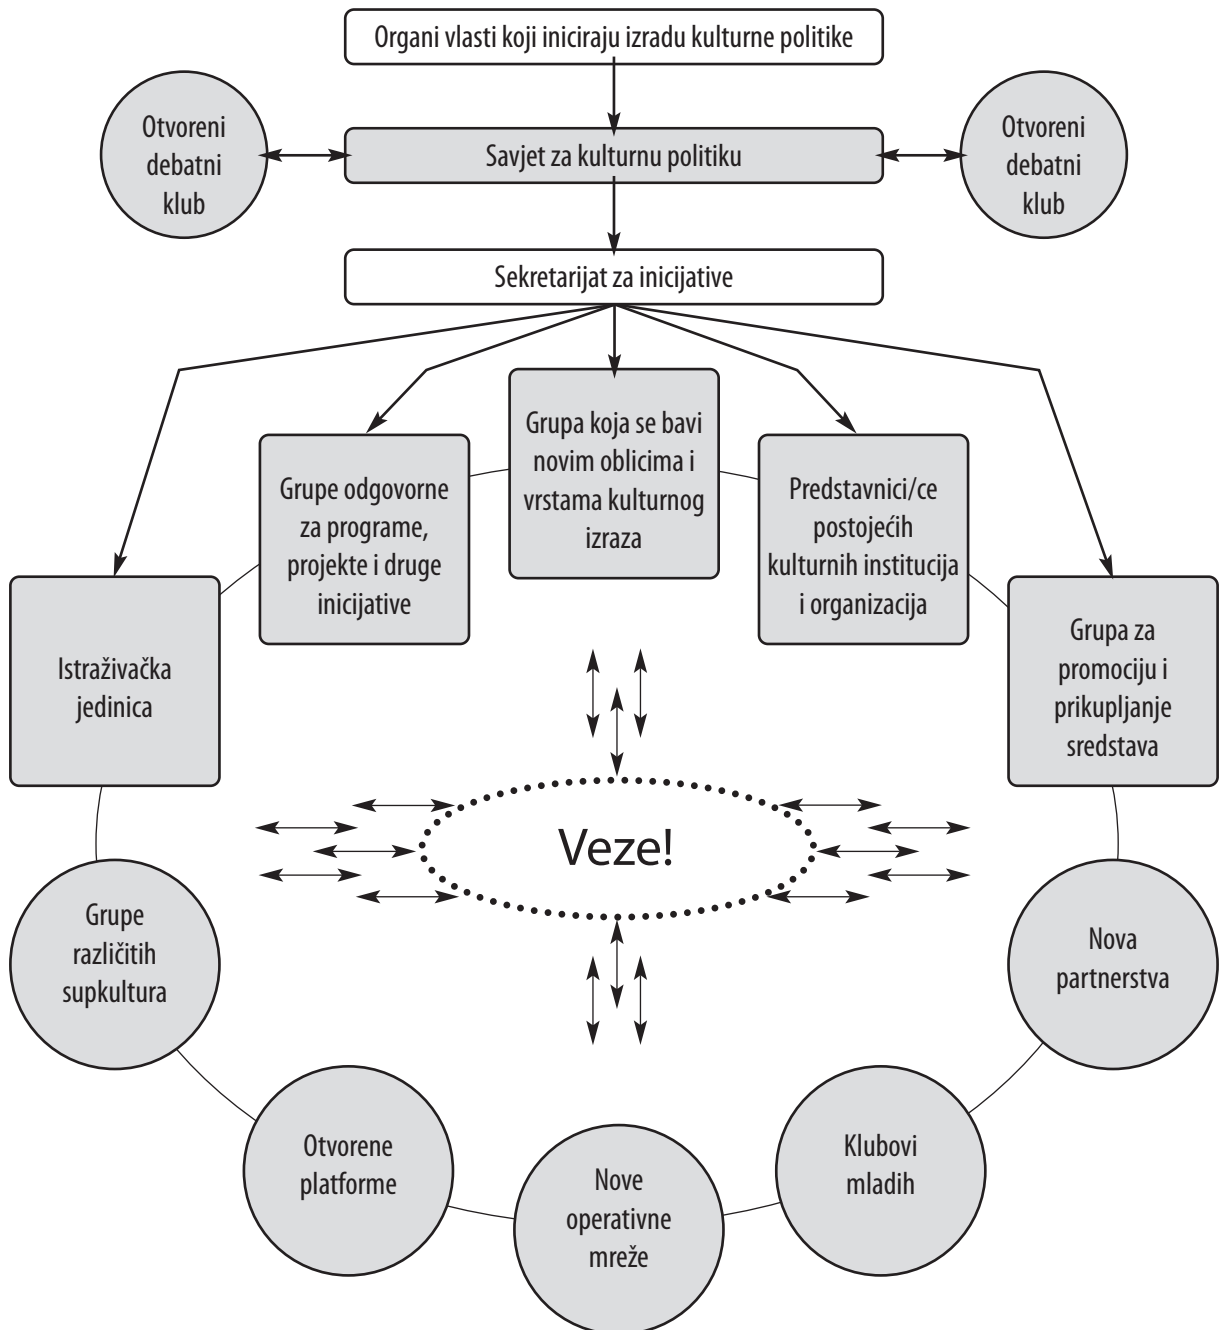 Organi vlasti koji iniciraju izradu kulturne politike
Otvoreni
debatni
klub
Savjet za kulturnu politiku
Otvoreni
debatni
klub
Sekretarijat za inicijative
Istraživačka
jedinica
Grupe odgovorne
za programe,
projekte i druge
inicijative
Grupa koja se bavi
novim oblicima i
vrstama kulturnog
izraza
Predstavnici/ce
postojećih
kulturnih institucija
i organizacija
Grupa za
promociju i
prikupljanje
sredstava
Veze!
Grupe
različitih
supkultura
Otvorene
platforme
Nove
operativne
mreže
Klubovi
mladih
Nova
partnerstva